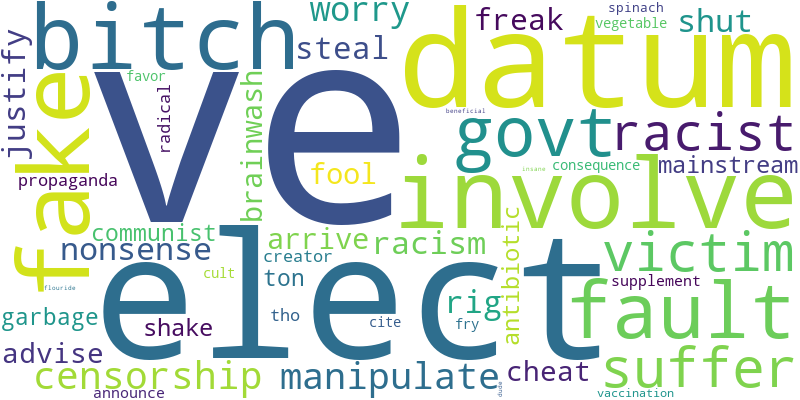 spinach
bitch
worry
freak
vegetable
shut
datum
justify
steal
ve
fake
favor
radical
brainwash
beneficial
govt
racist
fool
insane
consequence
mainstream
propaganda
involve
communist
elect
arrive
racism
antibiotic
victim
nonsense
creator
cult
ton
supplement
flouride
rig
fault
garbage
shake
tho
cite
fry
advise
censorship
manipulate
cheat
suffer
announce
dude
vaccination